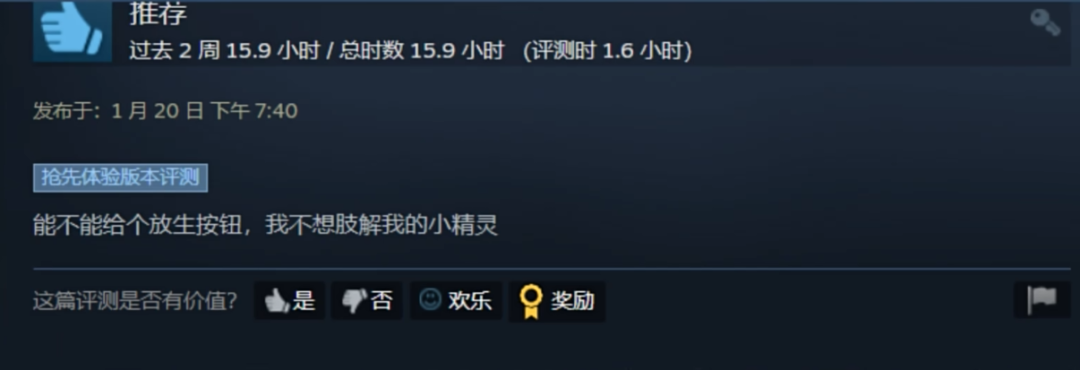 推荐
过去 2 周 15.9 小时 / 总时数 15.9 小时 （评测时 1.6 小时）
发布于：1 月 20 日 下午 7:40
抢先体验版本评测
能不能给个放生按钮，我不想肢解我的小精灵
这篇评测是否有价值？ 是 否 欢乐 奖励